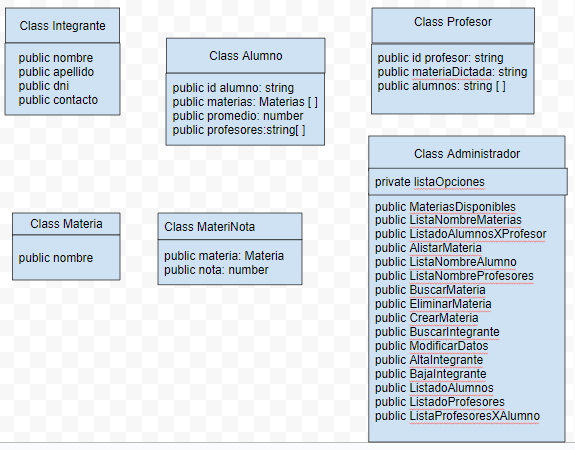 Class Integrante
public nombre
public apellido
public dni
public contacto
Class Alumno
public id alumno: string
public materias: Materias [ ]
public promedio: number
public profesores:string[ ]
Class Profesor
public id profesor: string
public materiaDictada: string
public alumnos: string [ ]
Class Materia
public nombre
Class MateriNota
public materia: Materia
public nota: number
Class Administrador
private listaOpciones
public MateriasDisponibles
public ListaNombreMaterias
public ListadoAlumnosXProfesor
public AlistarMateria
public ListaNombreAlumno
public ListaNombreProfesores
public BuscarMateria
public EliminarMateria
public CrearMateria
public BuscarIntegrante
public ModificarDatos
public AltaIntegrante
public BajaIntegrante
public ListadoAlumnos
public ListadoProfesores
public ListaProfesoresXAlumno